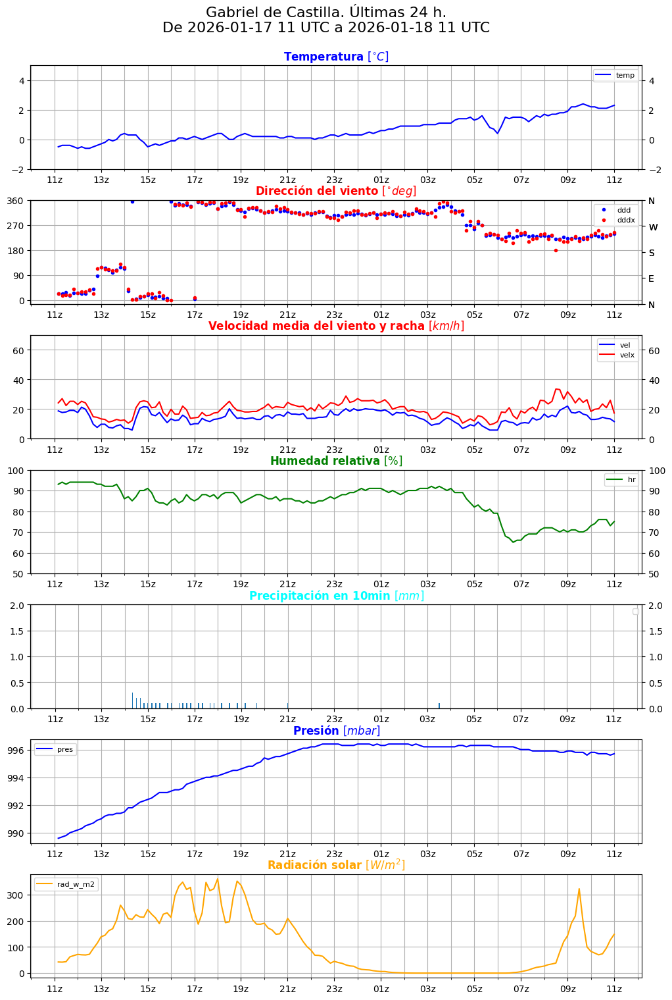 Gabriel de Castilla. Últimas 24 h.
De 2026-01-17 11 UTC a 2026-01-18 11 UTC
Temperatura [°C]
temp
4 2 0 −2
4 2 0 −2
11z 13z 15z 17z 19z 21z 23z 01z 03z 05z 07z 09z 11z
Dirección del viento [°deg]
ddd
dddx
360 270 180 90 0
N W S E N
11z 13z 15z 17z 19z 21z 23z 01z 03z 05z 07z 09z 11z
Velocidad media del viento y racha [km/h]
vel
velx
60 40 20 0
60 40 20 0
11z 13z 15z 17z 19z 21z 23z 01z 03z 05z 07z 09z 11z
Humedad relativa [%]
hr
100 90 80 70 60 50
100 90 80 70 60 50
11z 13z 15z 17z 19z 21z 23z 01z 03z 05z 07z 09z 11z
Precipitación en 10min [mm]
2.0 1.5 1.0 0.5 0.0
2.0 1.5 1.0 0.5 0.0
11z 13z 15z 17z 19z 21z 23z 01z 03z 05z 07z 09z 11z
Presión [mbar]
pres
996 994 992 990
11z 13z 15z 17z 19z 21z 23z 01z 03z 05z 07z 09z 11z
Radiación solar [W/m²]
rad_w_m2
300 200 100 0
11z 13z 15z 17z 19z 21z 23z 01z 03z 05z 07z 09z 11z